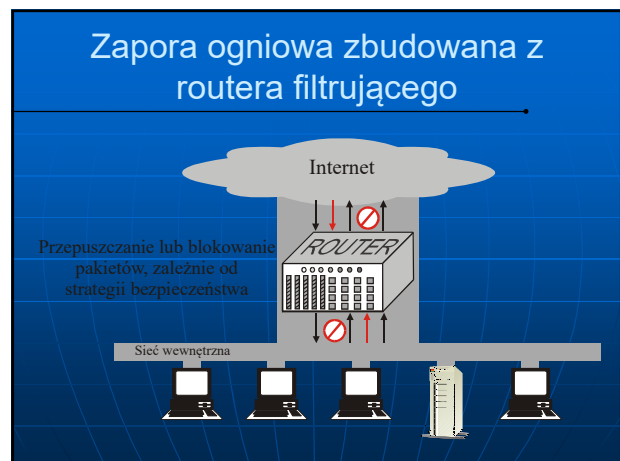 Zapora ogniowa zbudowana z
routera filtrującego
Internet
Przepuszczanie lub blokowanie
pakietów, zależnie od
strategii bezpieczeństwa
ROUTER
Sieć wewnętrzna